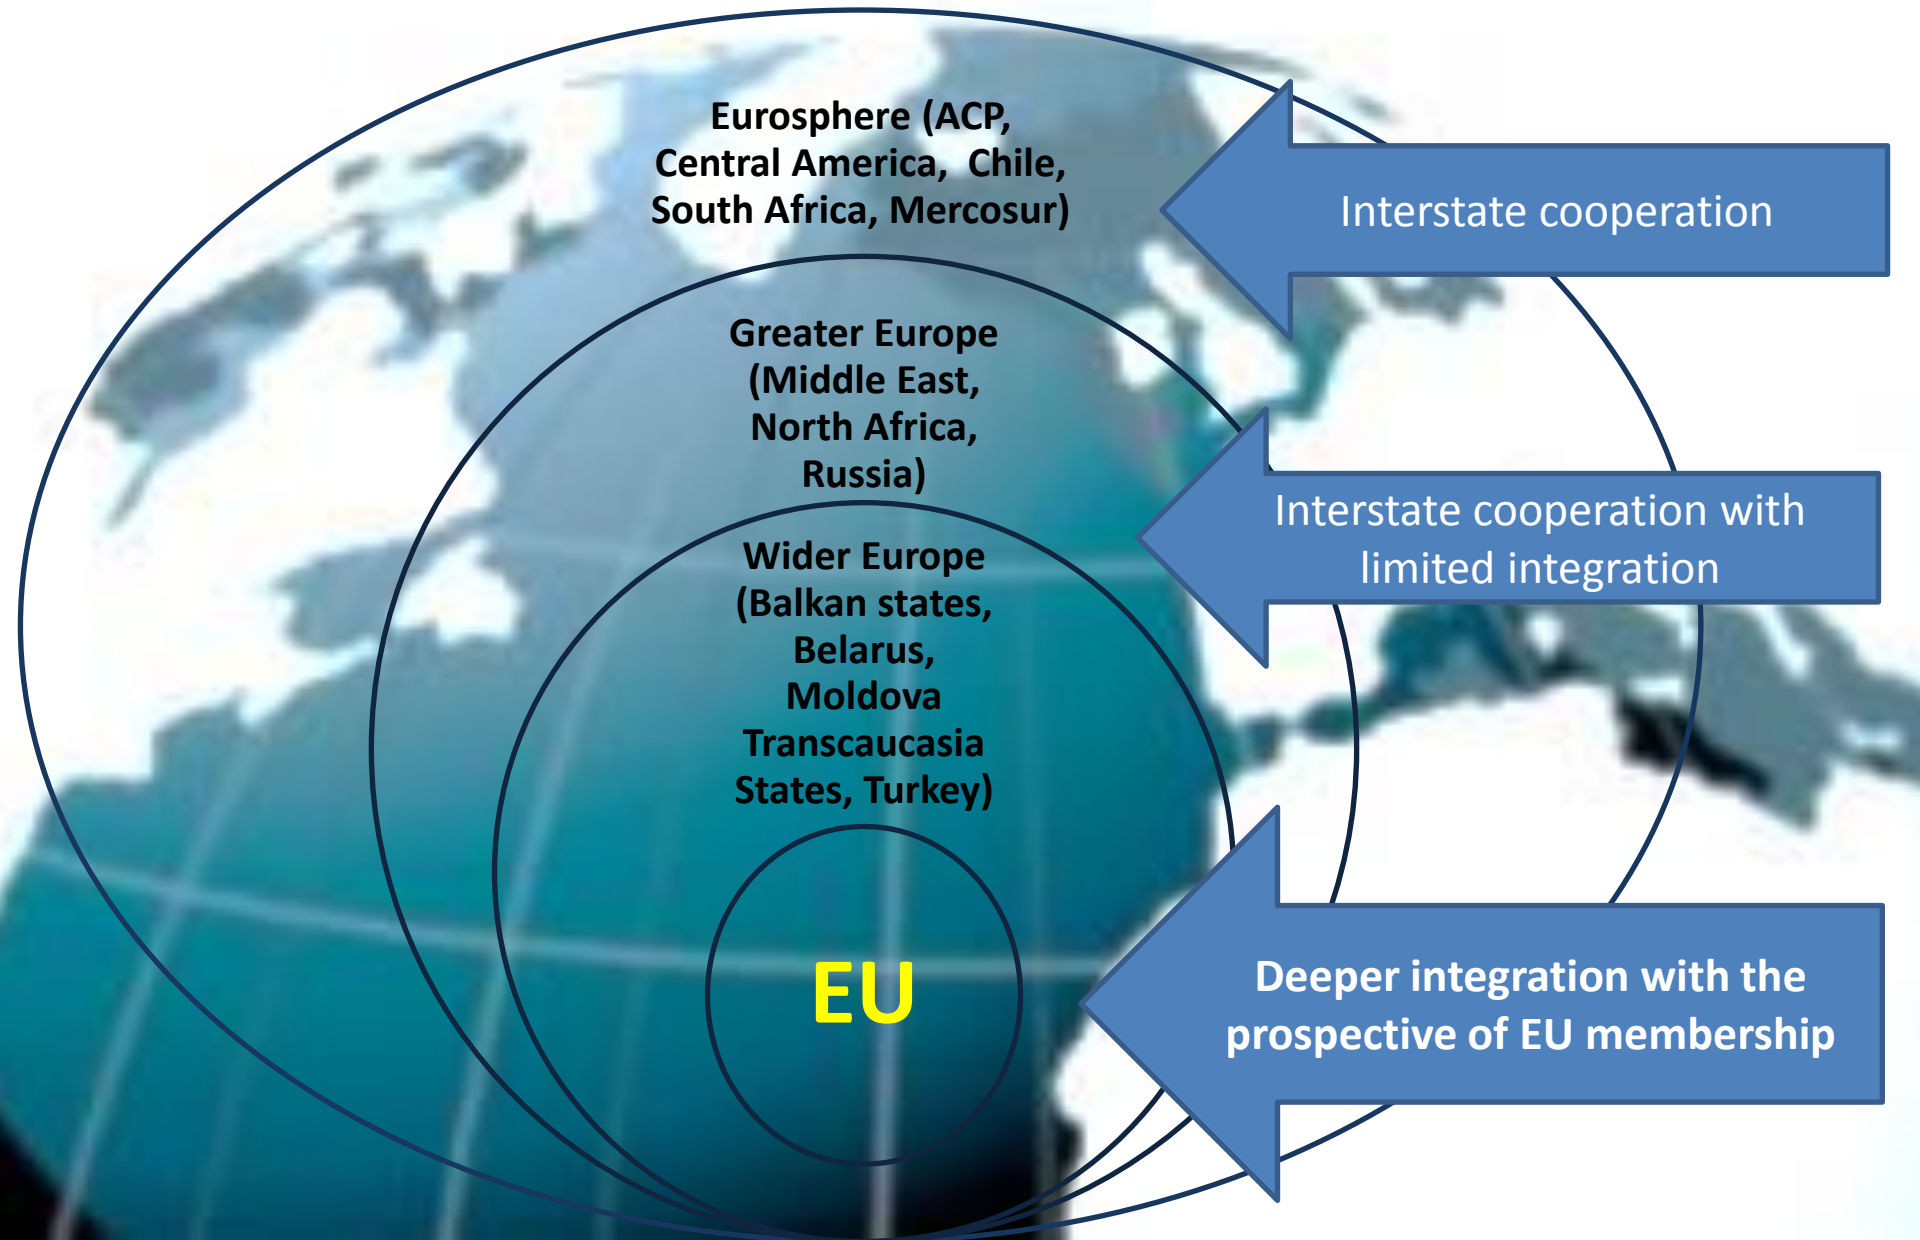 Eurosphere (ACP,
Central America, Chile,
South Africa, Mercosur)
Interstate cooperation
Greater Europe
(Middle East,
North Africa,
Russia)
Interstate cooperation with
limited integration
Wider Europe
(Balkan states,
Belarus,
Moldova
Transcaucasia
States, Turkey)
EU
Deeper integration with the
prospective of EU membership